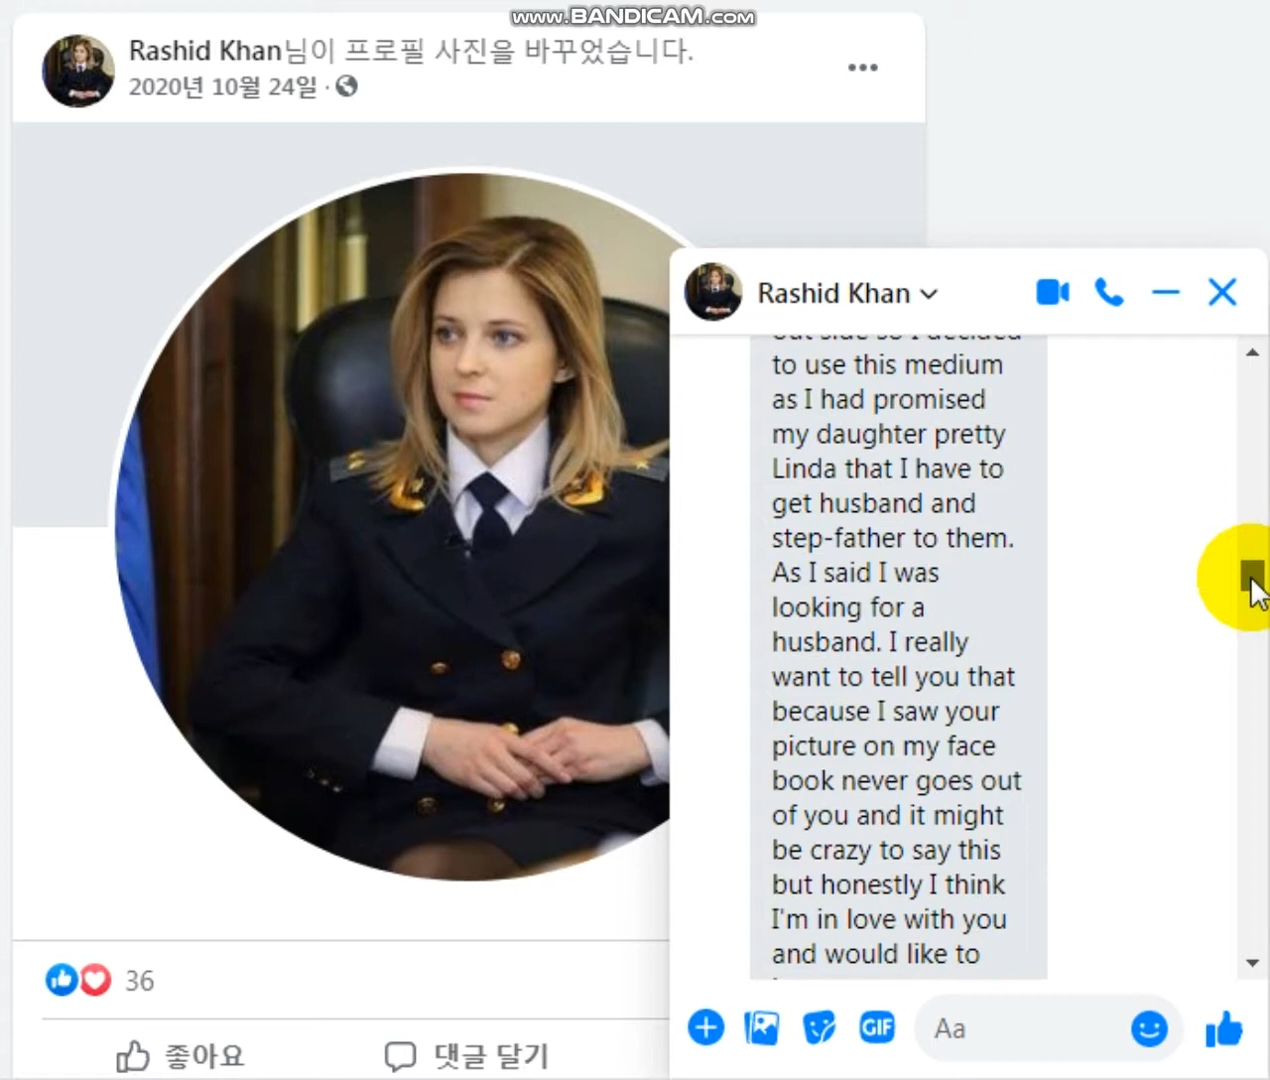 www.BANDICAM.com
Rashid Khan님이 프로필 사진을 바꾸었습니다.
2020년 10월 24일 ·
36
좋아요
댓글 달기
Rashid Khan
out side so I decided
to use this medium
as I had promised
my daughter pretty
Linda that I have to
get husband and
step-father to them.
As I said I was
looking for a
husband. I really
want to tell you that
because I saw your
picture on my face
book never goes out
of you and it might
be crazy to say this
but honestly I think
I'm in love with you
and would like to
GIF
Aa